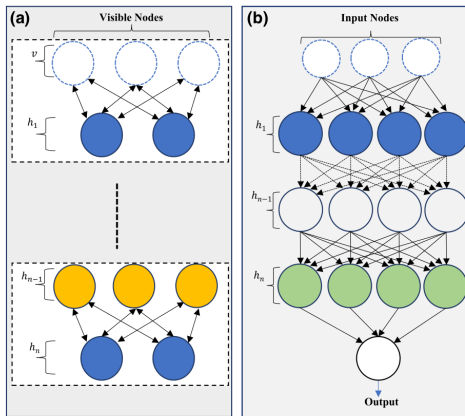 (a)
Visible Nodes
v
h₁
hₙ₋₁
hₙ
(b)
Input Nodes
h₁
hₙ₋₁
hₙ
Output